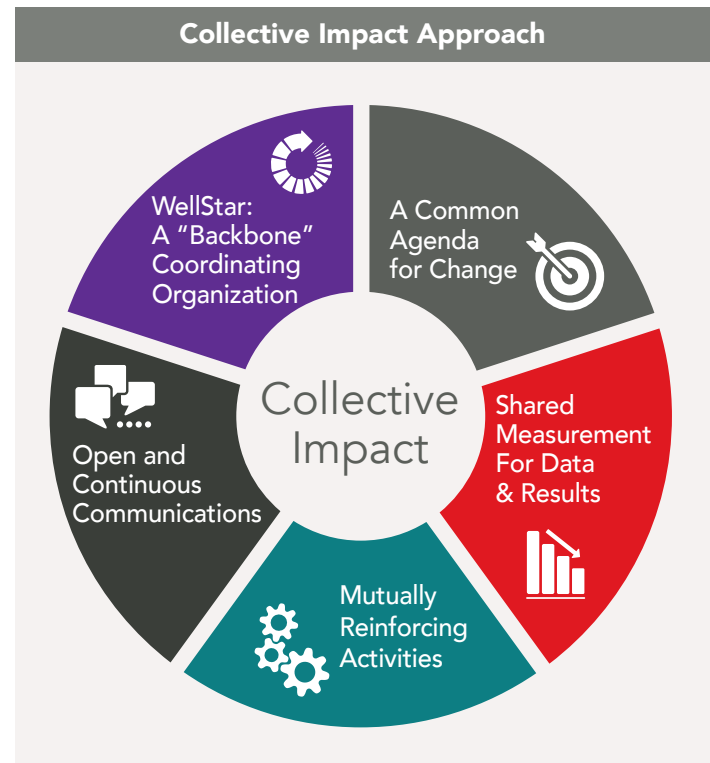 Collective Impact Approach
WellStar:
A “Backbone”
Coordinating
Organization
A Common
Agenda
for Change
Shared
Measurement
For Data
& Results
Mutually
Reinforcing
Activities
Open and
Continuous
Communications
Collective
Impact